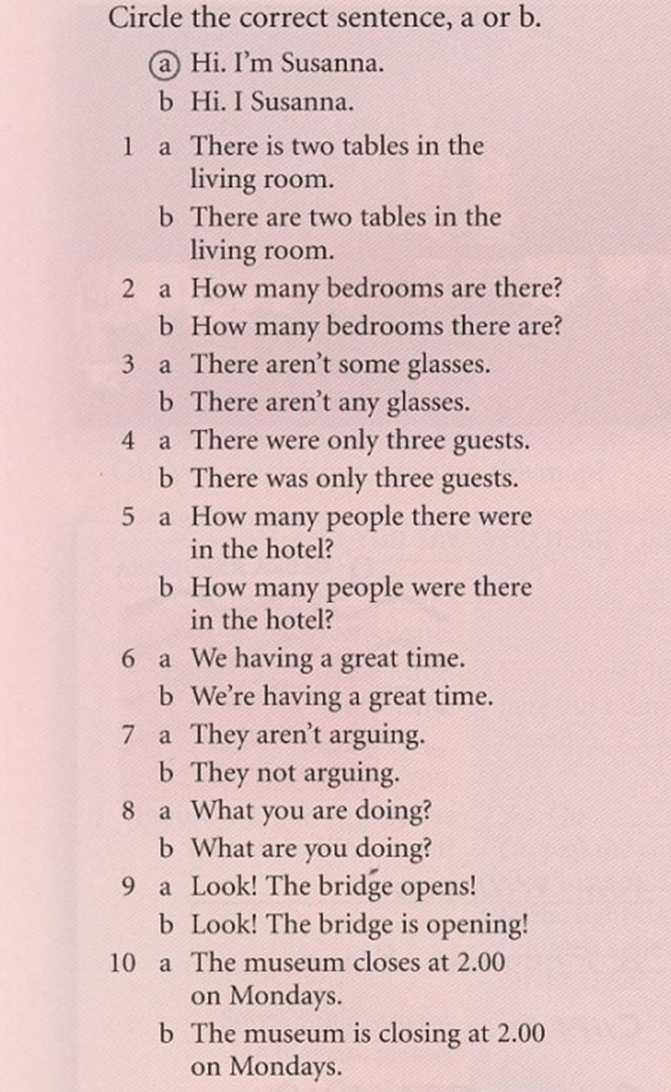 Circle the correct sentence, a or b.
a Hi. I'm Susanna.
b Hi. I Susanna.
1 a There is two tables in the
living room.
b There are two tables in the
living room.
2 a How many bedrooms are there?
b How many bedrooms there are?
3 a There aren't some glasses.
b There aren't any glasses.
4 a There were only three guests.
b There was only three guests.
5 a How many people there were
in the hotel?
b How many people were there
in the hotel?
6 a We having a great time.
b We're having a great time.
7 a They aren't arguing.
b They not arguing.
8 a What you are doing?
b What are you doing?
9 a Look! The bridge opens!
b Look! The bridge is opening!
10 a The museum closes at 2.00
on Mondays.
b The museum is closing at 2.00
on Mondays.